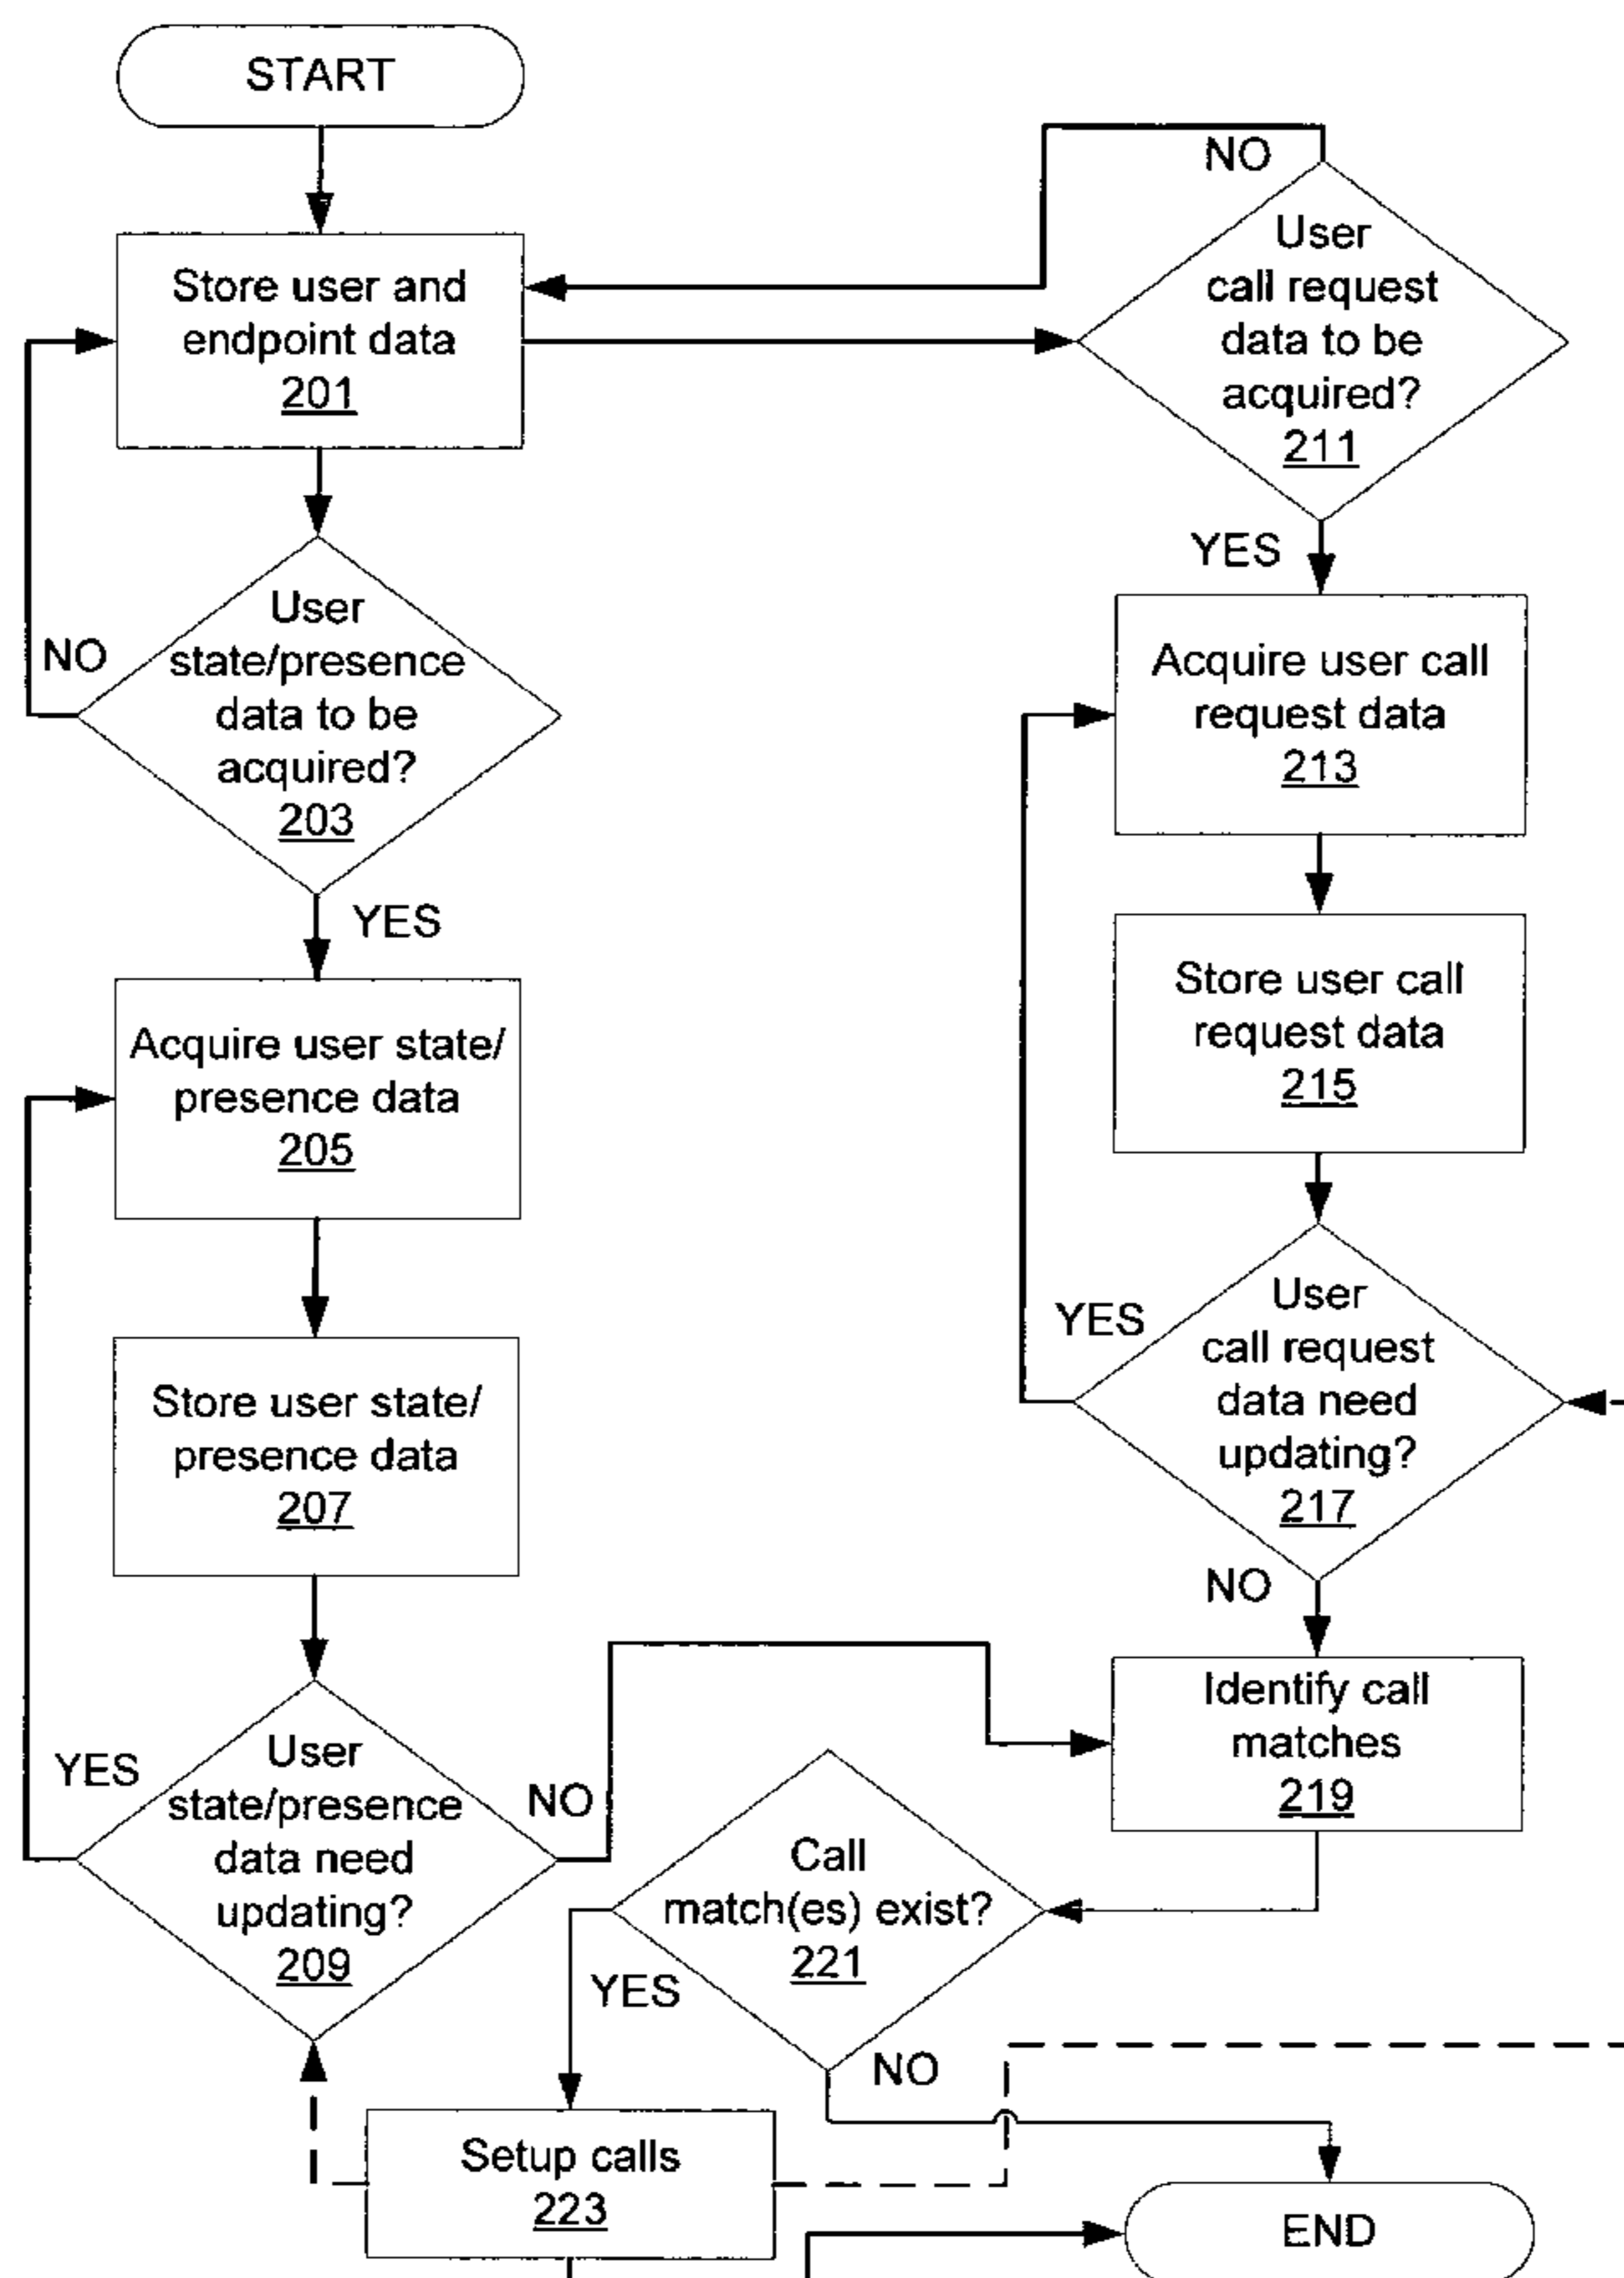 START
Store user and
endpoint data
201
User
state/presence
data to be
acquired?
203
NO
YES
Acquire user state/
presence data
205
Store user state/
presence data
207
User
state/presence
data need
updating?
209
YES
NO
NO
User
call request
data to be
acquired?
211
YES
Acquire user call
request data
213
Store user call
request data
215
User
call request
data need
updating?
217
YES
NO
Identify call
matches
219
Call
match(es) exist?
221
YES
NO
Setup calls
223
END